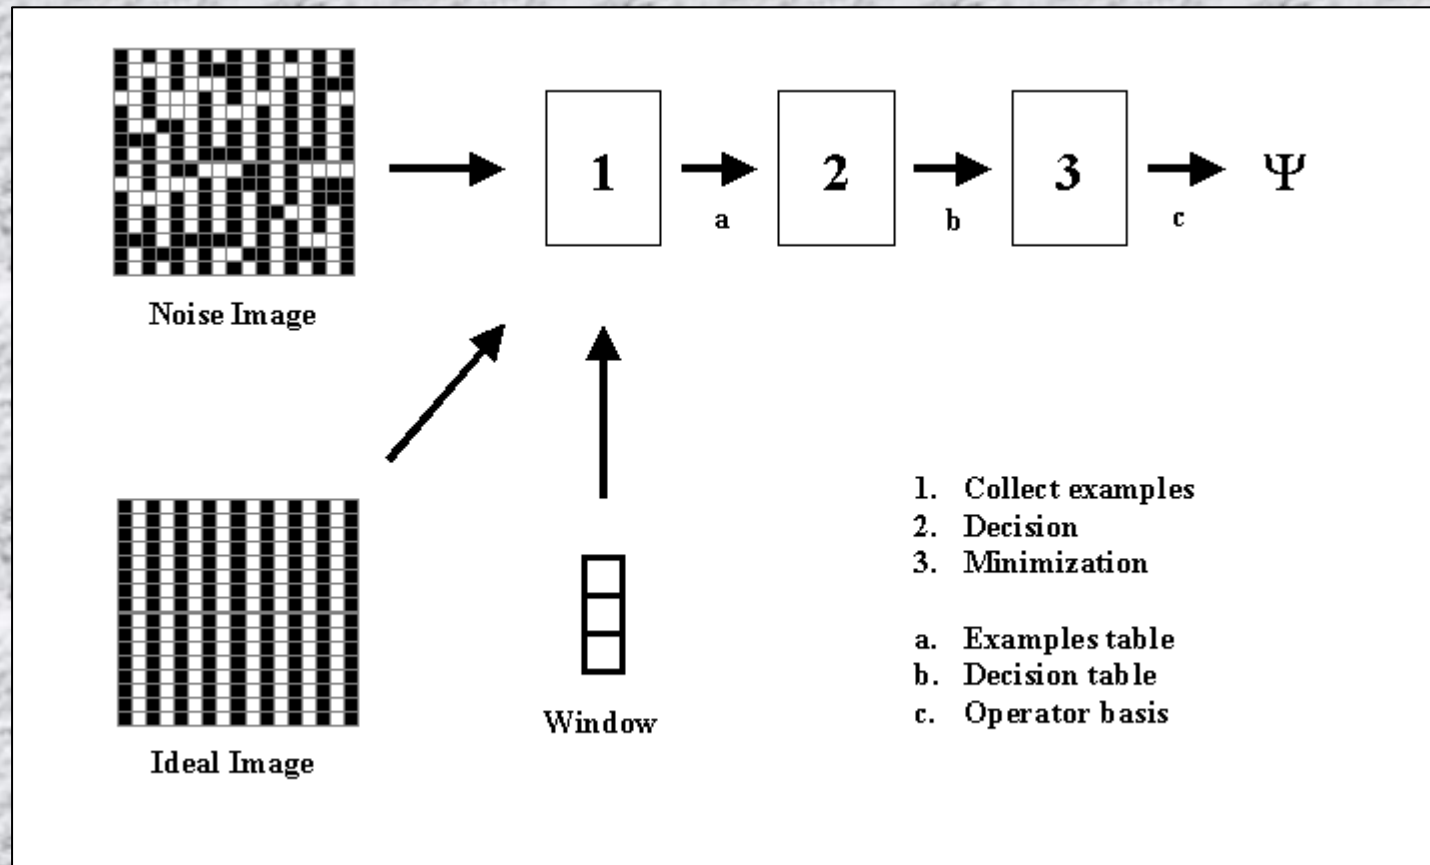 1
2
3
Ψ
a
b
c
Noise Image
Ideal Image
Window
1. Collect examples
2. Decision
3. Minimization
a. Examples table
b. Decision table
c. Operator basis